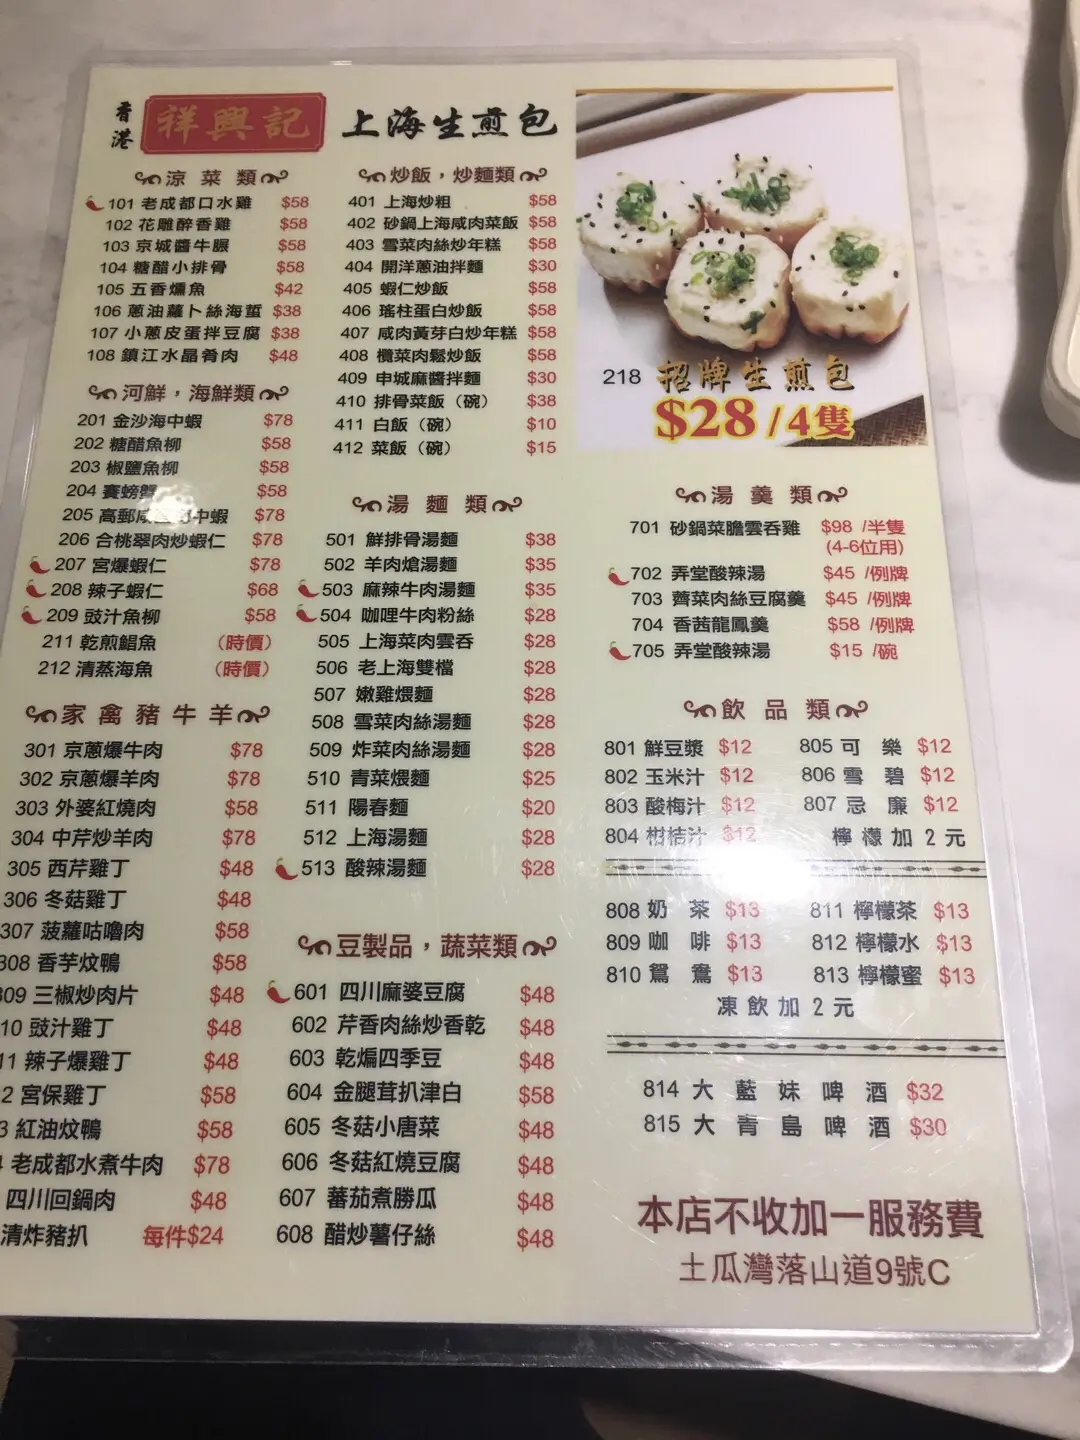 香港 祥興記 上海生煎包
涼菜類
101 老成都口水雞 $58
102 花雕醉香雞 $58
103 京城醬牛脤 $58
104 糖醋小排骨 $58
105 五香燻魚 $42
106 蔥油蘿卜絲海蜇 $38
107 小蔥皮蛋拌豆腐 $38
108 鎮江水晶肴肉 $48
河鮮，海鮮類
201 金沙海中蝦 $78
202 糖醋魚柳 $58
203 椒鹽魚柳 $58
204 賽螃蟹 $58
205 高郵咸 中蝦 $78
206 合桃翠肉炒蝦仁 $78
207 宮爆蝦仁 $78
208 辣子蝦仁 $68
209 豉汁魚柳 $58
211 乾煎鯧魚 （時價）
212 清蒸海魚 （時價）
家禽豬牛羊
301 京蔥爆牛肉 $78
302 京蔥爆羊肉 $78
303 外婆紅燒肉 $58
304 中芹炒羊肉 $78
305 西芹雞丁 $48
306 冬菇雞丁 $48
307 菠蘿咕嚕肉 $58
308 香芋炆鴨 $58
09 三椒炒肉片 $48
10 豉汁雞丁 $48
11 辣子爆雞丁 $48
2 宮保雞丁 $58
3 紅油炆鴨 $58
老成都水煮牛肉 $78
四川回鍋肉 $48
清炸豬扒 每件$24
炒飯，炒麵類
401 上海炒粗 $58
402 砂鍋上海咸肉菜飯 $58
403 雪菜肉絲炒年糕 $58
404 開洋蔥油拌麵 $30
405 蝦仁炒飯 $58
406 瑤柱蛋白炒飯 $58
407 咸肉黃芽白炒年糕 $58
408 欖菜肉鬆炒飯 $58
409 申城麻醬拌麵 $30
410 排骨菜飯（碗） $38
411 白飯（碗） $10
412 菜飯（碗） $15
湯麵類
501 鮮排骨湯麵 $38
502 羊肉熗湯麵 $35
503 麻辣牛肉湯麵 $35
504 咖哩牛肉粉絲 $28
505 上海菜肉雲吞 $28
506 老上海雙檔 $28
507 嫩雞煨麵 $28
508 雪菜肉絲湯麵 $28
509 炸菜肉絲湯麵 $28
510 青菜煨麵 $25
511 陽春麵 $20
512 上海湯麵 $28
513 酸辣湯麵 $28
豆製品，蔬菜類
601 四川麻婆豆腐 $48
602 芹香肉絲炒香乾 $48
603 乾煸四季豆 $48
604 金腿茸扒津白 $58
605 冬菇小唐菜 $48
606 冬菇紅燒豆腐 $48
607 蕃茄煮勝瓜 $48
608 醋炒薯仔絲 $48
218 招牌生煎包
$28/4隻
湯羹類
701 砂鍋菜膽雲吞雞 $98 /半隻
(4-6位用)
702 弄堂酸辣湯 $45 /例牌
703 薺菜肉絲豆腐羹 $45 /例牌
704 香茜龍鳳羹 $58 /例牌
705 弄堂酸辣湯 $15 /碗
飲品類
801 鮮豆漿 $12 805 可樂 $12
802 玉米汁 $12 806 雪碧 $12
803 酸梅汁 $12 807 忌廉 $12
804 柑桔汁 $12 檸檬加2元
808 奶茶 $13 811 檸檬茶 $13
809 咖啡 $13 812 檸檬水 $13
810 鴛鴦 $13 813 檸檬蜜 $13
凍飲加2元
814 大藍妹啤酒 $32
815 大青島啤酒 $30
本店不收加一服務費
土瓜灣落山道9號C